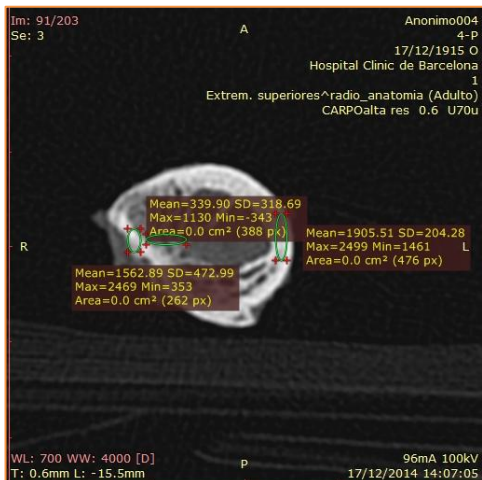 Im: 91/203
Se: 3
A
Anonimo004
4-P
17/12/1915 O
Hospital Clinic de Barcelona
1
Extrem. superiores^radio_anatomia (Adulto)
CARPOalta res 0.6 U70u
Mean=339.90 SD=318.69
Max=1130 Min=-343
Area=0.0 cm² (388 px)
R
Mean=1905.51 SD=204.28
Max=2499 Min=1461
Area=0.0 cm² (476 px)
L
Mean=1562.89 SD=472.99
Max=2469 Min=353
Area=0.0 cm² (262 px)
WL: 700 WW: 4000 [D]
T: 0.6mm L: -15.5mm
P
96mA 100kV
17/12/2014 14:07:05